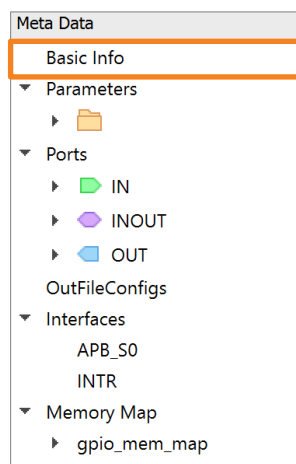 Meta Data
Basic Info
Parameters
Ports
IN
INOUT
OUT
OutFileConfigs
Interfaces
APB_S0
INTR
Memory Map
gpio_mem_map